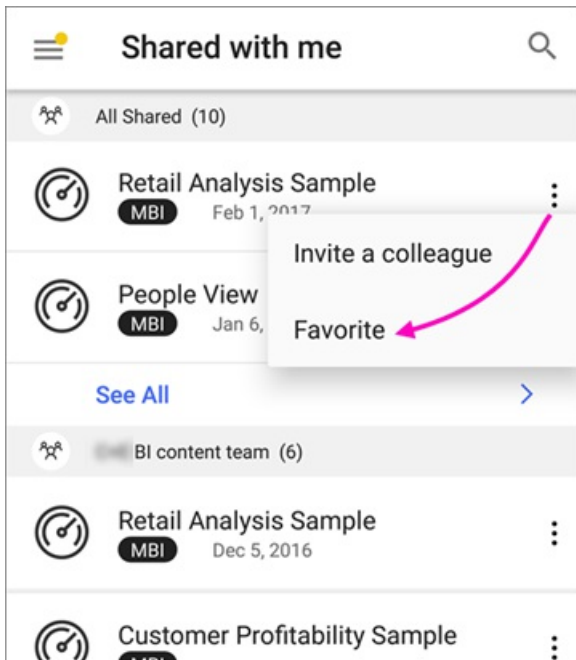 Shared with me
All Shared (10)
Retail Analysis Sample
MBI Feb 1, 2017
Invite a colleague
People View
MBI Jan 6,
Favorite
See All
BI content team (6)
Retail Analysis Sample
MBI Dec 5, 2016
Customer Profitability Sample
MBI